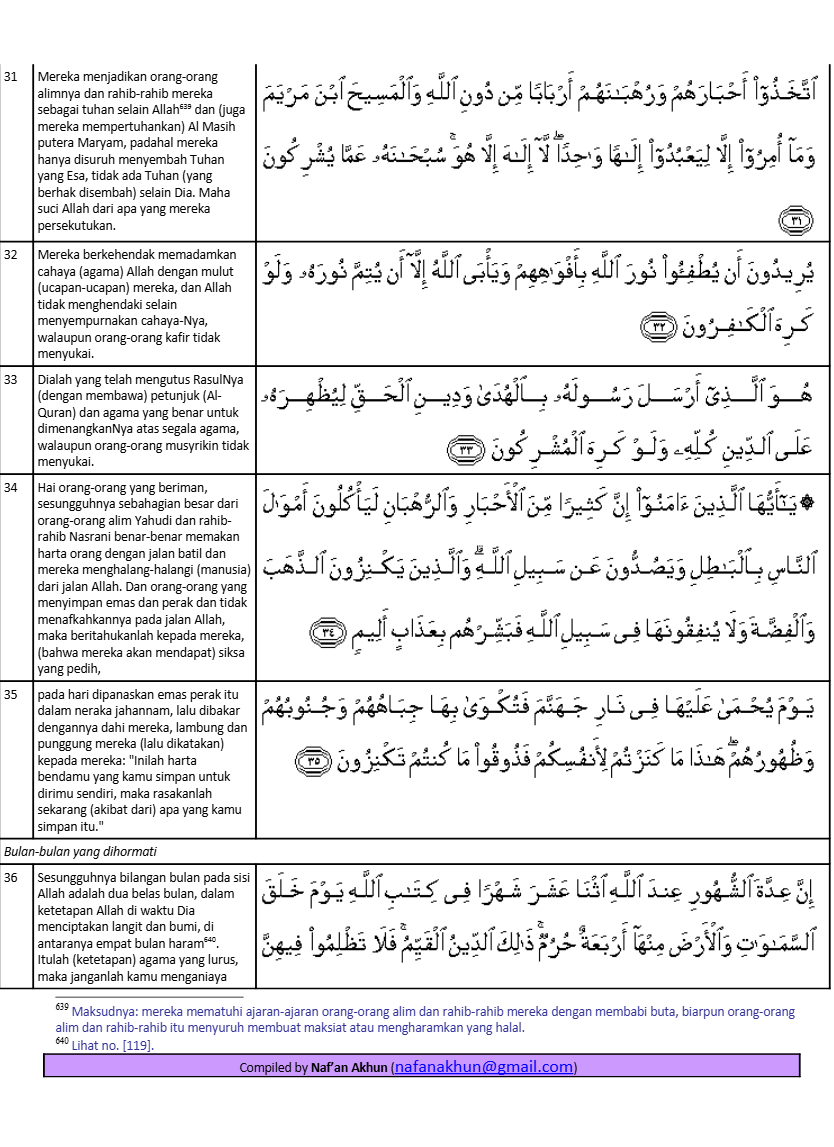 31
Mereka menjadikan orang-orang
alimnya dan rahib-rahib mereka
sebagai tuhan selain Allah⁶³⁹ dan (juga
mereka mempertuhankan) Al Masih
putera Maryam, padahal mereka
hanya disuruh menyembah Tuhan
yang Esa, tidak ada Tuhan (yang
berhak disembah) selain Dia. Maha
suci Allah dari apa yang mereka
persekutukan.
ٱتَّخَذُوٓا۟ أَحْبَارَهُمْ وَرُهْبَـٰنَهُمْ أَرْبَابًا مِّن دُونِ ٱللَّهِ وَٱلْمَسِيحَ ٱبْنَ مَرْيَمَ
وَمَآ أُمِرُوٓا۟ إِلَّا لِيَعْبُدُوٓا۟ إِلَـٰهًا وَٰحِدًا ۖ لَّآ إِلَـٰهَ إِلَّا هُوَ ۚ سُبْحَـٰنَهُۥ عَمَّا يُشْرِكُونَ
٣١
32
Mereka berkehendak memadamkan
cahaya (agama) Allah dengan mulut
(ucapan-ucapan) mereka, dan Allah
tidak menghendaki selain
menyempurnakan cahaya-Nya,
walaupun orang-orang kafir tidak
menyukai.
يُرِيدُونَ أَن يُطْفِـُٔوا۟ نُورَ ٱللَّهِ بِأَفْوَٰهِهِمْ وَيَأْبَى ٱللَّهُ إِلَّآ أَن يُتِمَّ نُورَهُۥ وَلَوْ
كَرِهَ ٱلْكَـٰفِرُونَ ٣٢
33
Dialah yang telah mengutus RasulNya
(dengan membawa) petunjuk (Al-
Quran) dan agama yang benar untuk
dimenangkanNya atas segala agama,
walaupun orang-orang musyrikin tidak
menyukai.
هُوَ ٱلَّذِىٓ أَرْسَلَ رَسُولَهُۥ بِٱلْهُدَىٰ وَدِينِ ٱلْحَقِّ لِيُظْهِرَهُۥ
عَلَى ٱلدِّينِ كُلِّهِۦ وَلَوْ كَرِهَ ٱلْمُشْرِكُونَ ٣٣
34
Hai orang-orang yang beriman,
sesungguhnya sebahagian besar dari
orang-orang alim Yahudi dan rahib-
rahib Nasrani benar-benar memakan
harta orang dengan jalan batil dan
mereka menghalang-halangi (manusia)
dari jalan Allah. Dan orang-orang yang
menyimpan emas dan perak dan tidak
menafkahkannya pada jalan Allah,
maka beritahukanlah kepada mereka,
(bahwa mereka akan mendapat) siksa
yang pedih,
۞ يَـٰٓأَيُّهَا ٱلَّذِينَ ءَامَنُوٓا۟ إِنَّ كَثِيرًا مِّنَ ٱلْأَحْبَارِ وَٱلرُّهْبَانِ لَيَأْكُلُونَ أَمْوَٰلَ
ٱلنَّاسِ بِٱلْبَـٰطِلِ وَيَصُدُّونَ عَن سَبِيلِ ٱللَّهِ ۗ وَٱلَّذِينَ يَكْنِزُونَ ٱلذَّهَبَ
وَٱلْفِضَّةَ وَلَا يُنفِقُونَهَا فِى سَبِيلِ ٱللَّهِ فَبَشِّرْهُم بِعَذَابٍ أَلِيمٍ ٣٤
35
pada hari dipanaskan emas perak itu
dalam neraka jahannam, lalu dibakar
dengannya dahi mereka, lambung dan
punggung mereka (lalu dikatakan)
kepada mereka: "Inilah harta
bendamu yang kamu simpan untuk
dirimu sendiri, maka rasakanlah
sekarang (akibat dari) apa yang kamu
simpan itu."
يَوْمَ يُحْمَىٰ عَلَيْهَا فِى نَارِ جَهَنَّمَ فَتُكْوَىٰ بِهَا جِبَاهُهُمْ وَجُنُوبُهُمْ
وَظُهُورُهُمْ ۖ هَـٰذَا مَا كَنَزْتُمْ لِأَنفُسِكُمْ فَذُوقُوا۟ مَا كُنتُمْ تَكْنِزُونَ ٣٥
Bulan-bulan yang dihormati
36
Sesungguhnya bilangan bulan pada sisi
Allah adalah dua belas bulan, dalam
ketetapan Allah di waktu Dia
menciptakan langit dan bumi, di
antaranya empat bulan haram⁶⁴⁰.
Itulah (ketetapan) agama yang lurus,
maka janganlah kamu menganiaya
إِنَّ عِدَّةَ ٱلشُّهُورِ عِندَ ٱللَّهِ ٱثْنَا عَشَرَ شَهْرًا فِى كِتَـٰبِ ٱللَّهِ يَوْمَ خَلَقَ
ٱلسَّمَـٰوَٰتِ وَٱلْأَرْضَ مِنْهَآ أَرْبَعَةٌ حُرُمٌ ۚ ذَٰلِكَ ٱلدِّينُ ٱلْقَيِّمُ ۚ فَلَا تَظْلِمُوا۟ فِيهِنَّ
⁶³⁹ Maksudnya: mereka mematuhi ajaran-ajaran orang-orang alim dan rahib-rahib mereka dengan membabi buta, biarpun orang-orang
alim dan rahib-rahib itu menyuruh membuat maksiat atau mengharamkan yang halal.
⁶⁴⁰ Lihat no. [119].
Compiled by Naf’an Akhun (nafanakhun@gmail.com)